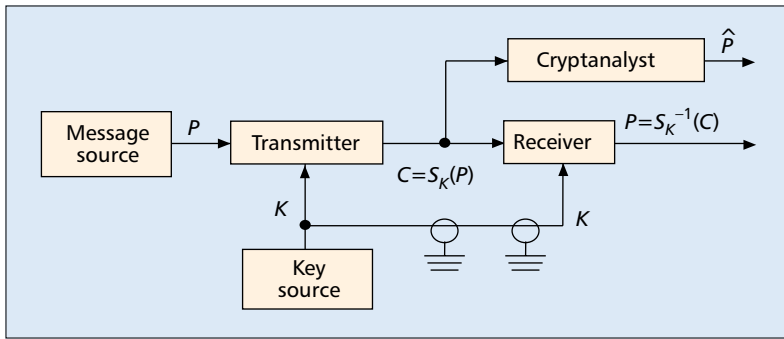 P̂
Cryptanalyst
Message
source
P
Transmitter
Receiver
P=S_K⁻¹(C)
C=S_K(P)
K
K
Key
source